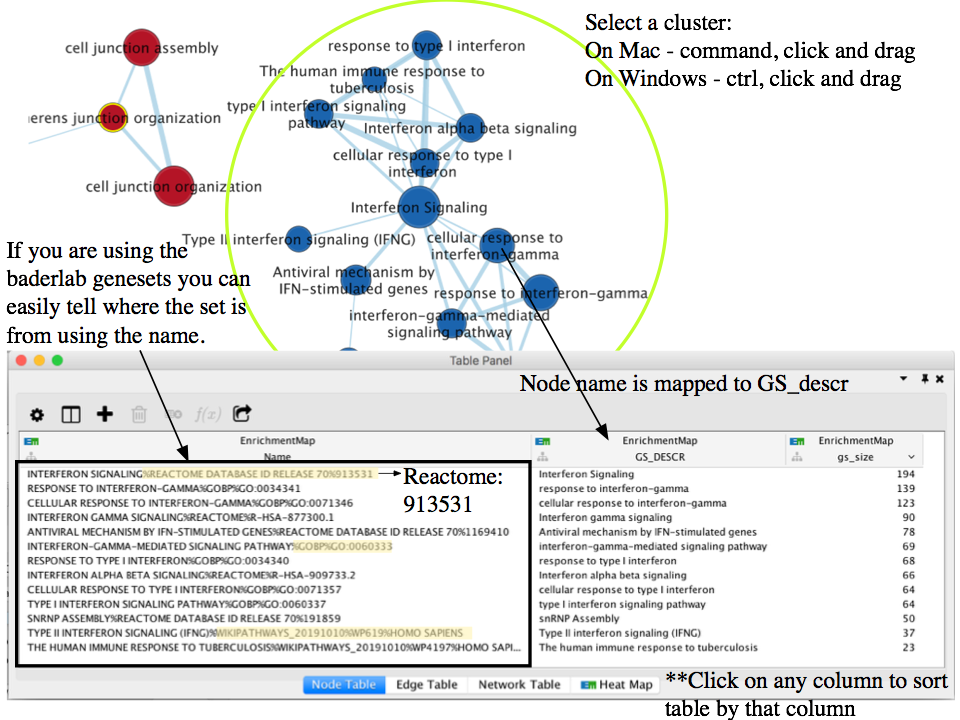 Select a cluster:
On Mac - command, click and drag
On Windows - ctrl, click and drag
cell junction assembly
herens junction organization
cell junction organization
response to type I interferon
The human immune response to
tuberculosis
type I interferon signaling
pathway
Interferon alpha beta signaling
cellular response to type I
interferon
Interferon Signaling
Type II interferon signaling (IFNG)
cellular response to
interferon-gamma
Antiviral mechanism by
IFN-stimulated genes
response to interferon-gamma
interferon-gamma-mediated
signaling pathway
If you are using the
baderlab genesets you can
easily tell where the set is
from using the name.
Table Panel
Node name is mapped to GS_descr
f(x)
EnrichmentMap
Name
EnrichmentMap
GS_DESCR
EnrichmentMap
gs_size
INTERFERON SIGNALING%REACTOME DATABASE ID RELEASE 70%913531
Interferon Signaling 194
RESPONSE TO INTERFERON-GAMMA%GOBP%GO:0034341
response to interferon-gamma 139
CELLULAR RESPONSE TO INTERFERON-GAMMA%GOBP%GO:0071346
cellular response to interferon-gamma 123
INTERFERON GAMMA SIGNALING%REACTOME%R-HSA-877300.1
Interferon gamma signaling 90
ANTIVIRAL MECHANISM BY IFN-STIMULATED GENES%REACTOME DATABASE ID RELEASE 70%1169410
Antiviral mechanism by IFN-stimulated genes 78
INTERFERON-GAMMA-MEDIATED SIGNALING PATHWAY%GOBP%GO:0060333
interferon-gamma-mediated signaling pathway 69
RESPONSE TO TYPE I INTERFERON%GOBP%GO:0034340
response to type I interferon 68
INTERFERON ALPHA BETA SIGNALING%REACTOME%R-HSA-909733.2
Interferon alpha beta signaling 66
CELLULAR RESPONSE TO TYPE I INTERFERON%GOBP%GO:0071357
cellular response to type I interferon 64
TYPE I INTERFERON SIGNALING PATHWAY%GOBP%GO:0060337
type I interferon signaling pathway 64
SNRNP ASSEMBLY%REACTOME DATABASE ID RELEASE 70%191859
snRNP Assembly 50
TYPE II INTERFERON SIGNALING (IFNG)%WIKIPATHWAYS_20191010%WP619%HOMO SAPIENS
Type II interferon signaling (IFNG) 37
THE HUMAN IMMUNE RESPONSE TO TUBERCULOSIS%WIKIPATHWAYS_20191010%WP4197%HOMO SAPI...
The human immune response to tuberculosis 23
Reactome:
913531
Node Table Edge Table Network Table Heat Map
**Click on any column to sort
table by that column